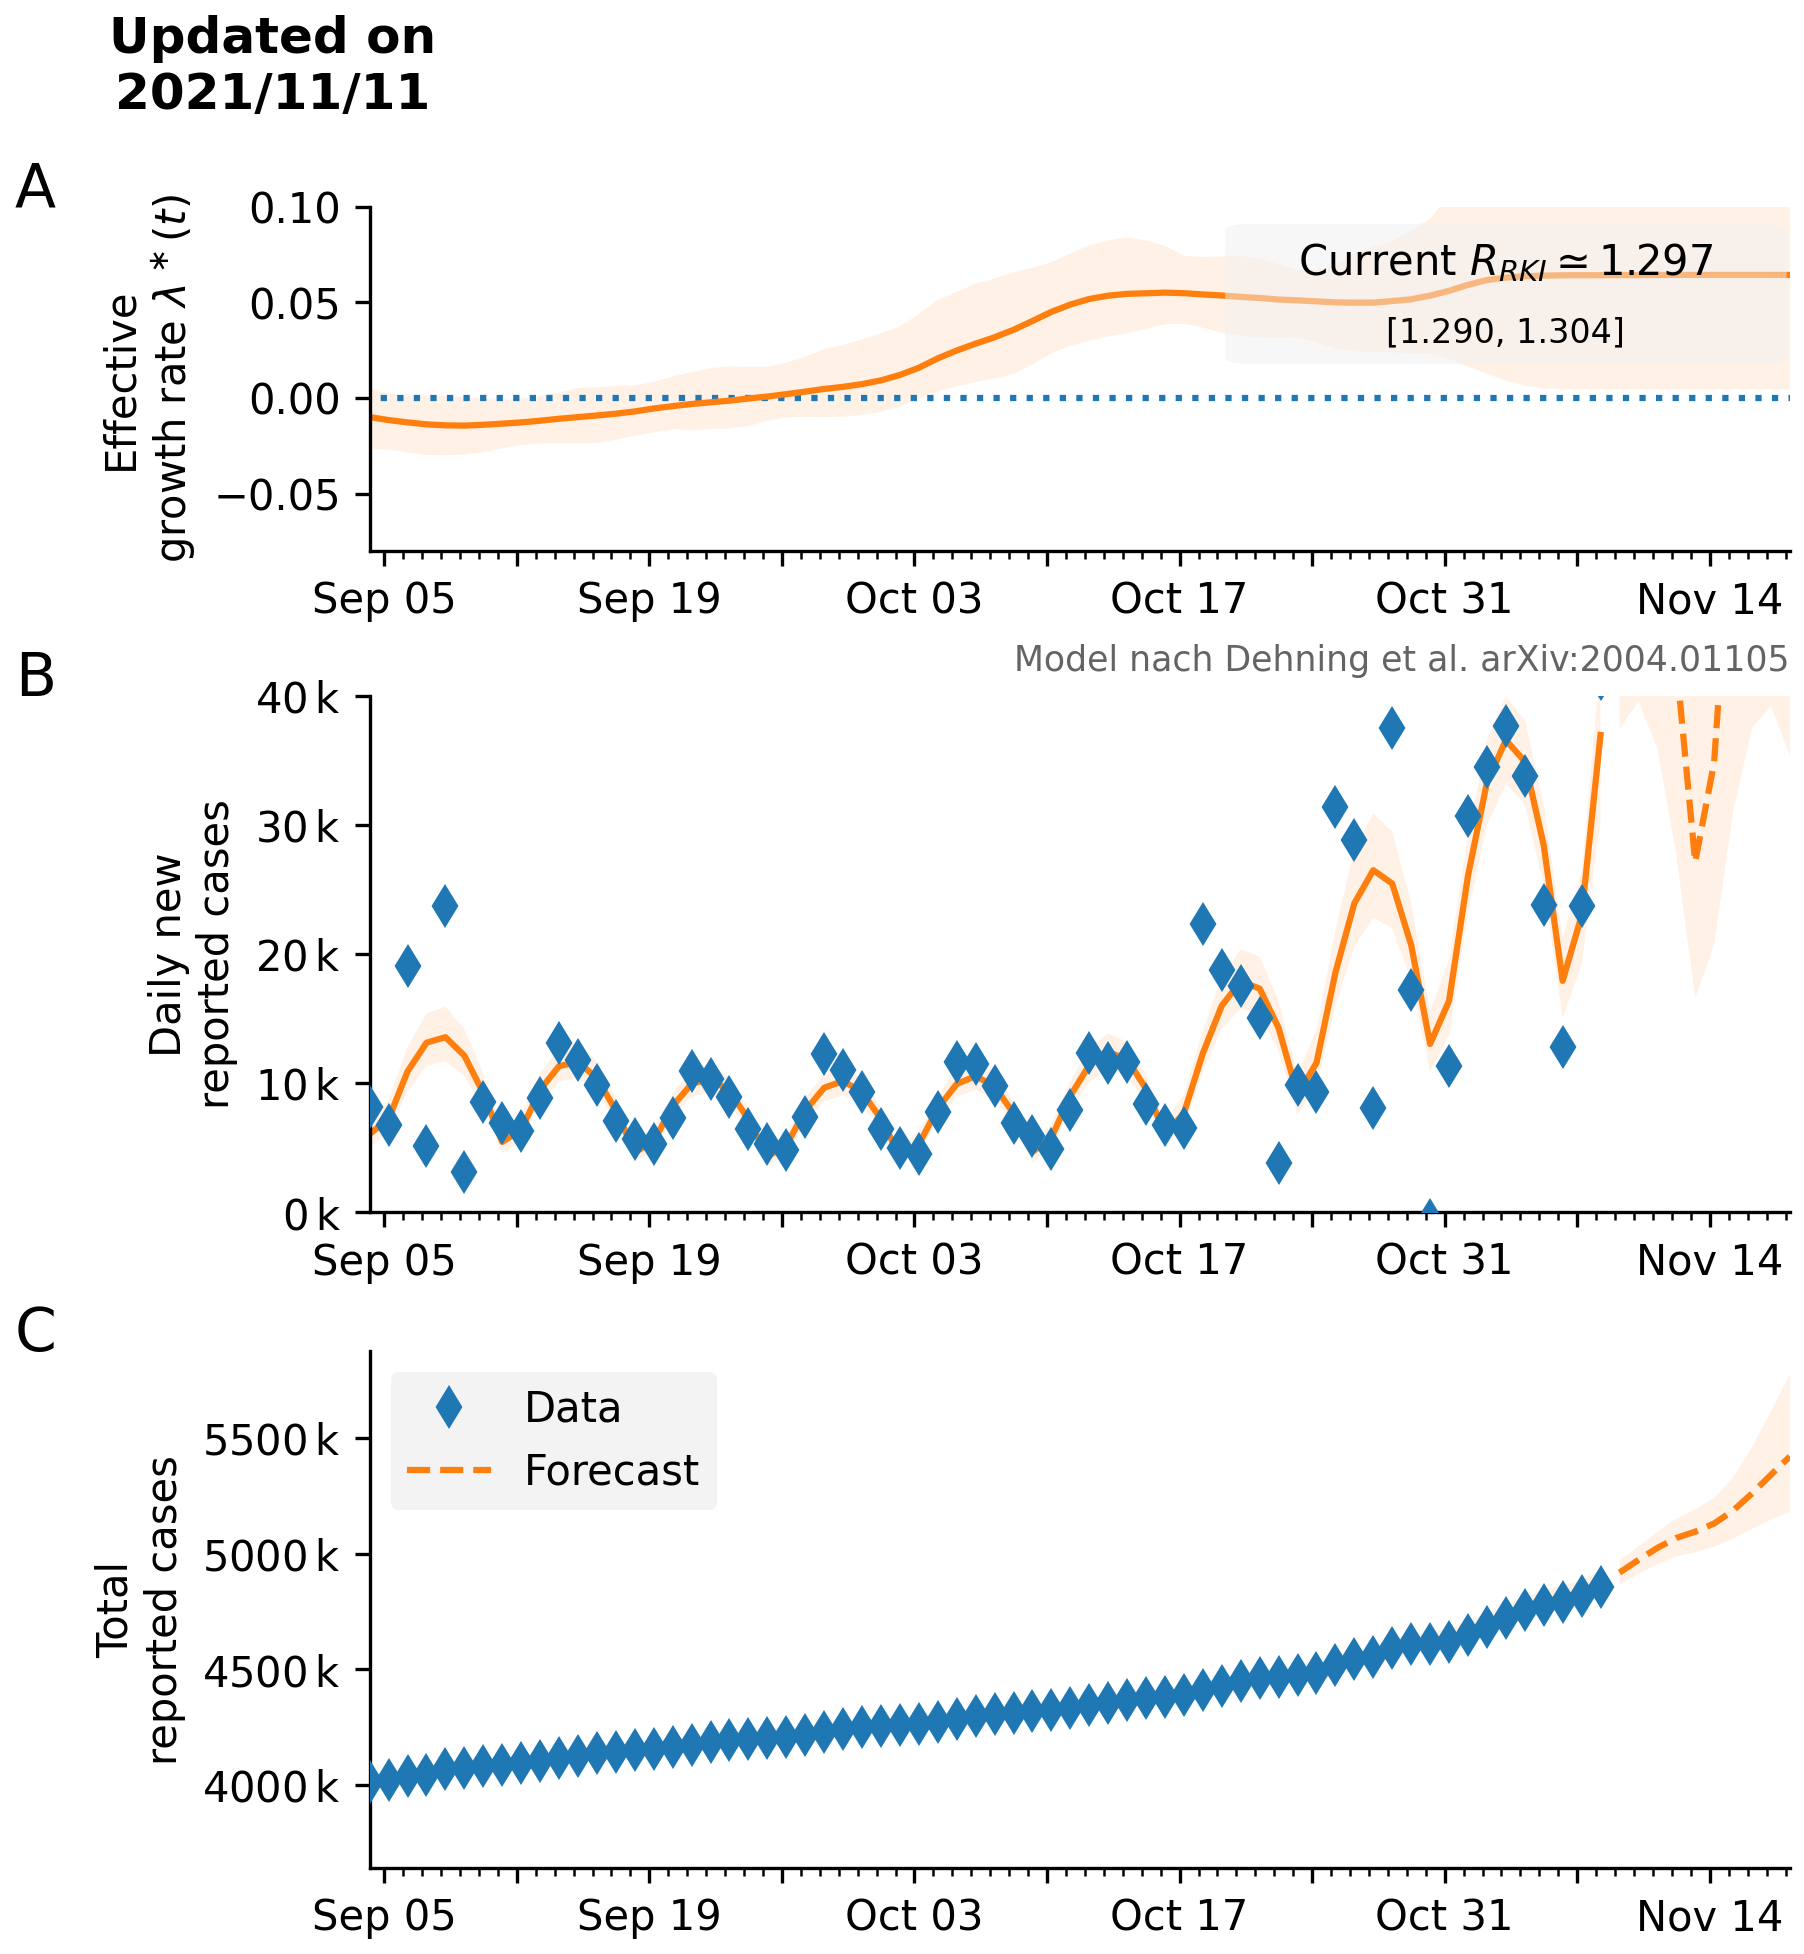 Updated on
2021/11/11
A
Effective
growth rate λ * (t)
0.10
0.05
0.00
−0.05
Current R_RKI ≃ 1.297
[1.290, 1.304]
Sep 05
Sep 19
Oct 03
Oct 17
Oct 31
Nov 14
Model nach Dehning et al. arXiv:2004.01105
B
Daily new
reported cases
40 k
30 k
20 k
10 k
0 k
Sep 05
Sep 19
Oct 03
Oct 17
Oct 31
Nov 14
C
Total
reported cases
Data
Forecast
5500 k
5000 k
4500 k
4000 k
Sep 05
Sep 19
Oct 03
Oct 17
Oct 31
Nov 14